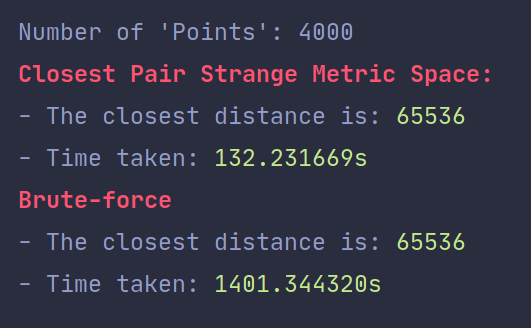 Number of 'Points': 4000
Closest Pair Strange Metric Space:
- The closest distance is: 65536
- Time taken: 132.231669s
Brute-force
- The closest distance is: 65536
- Time taken: 1401.344320s